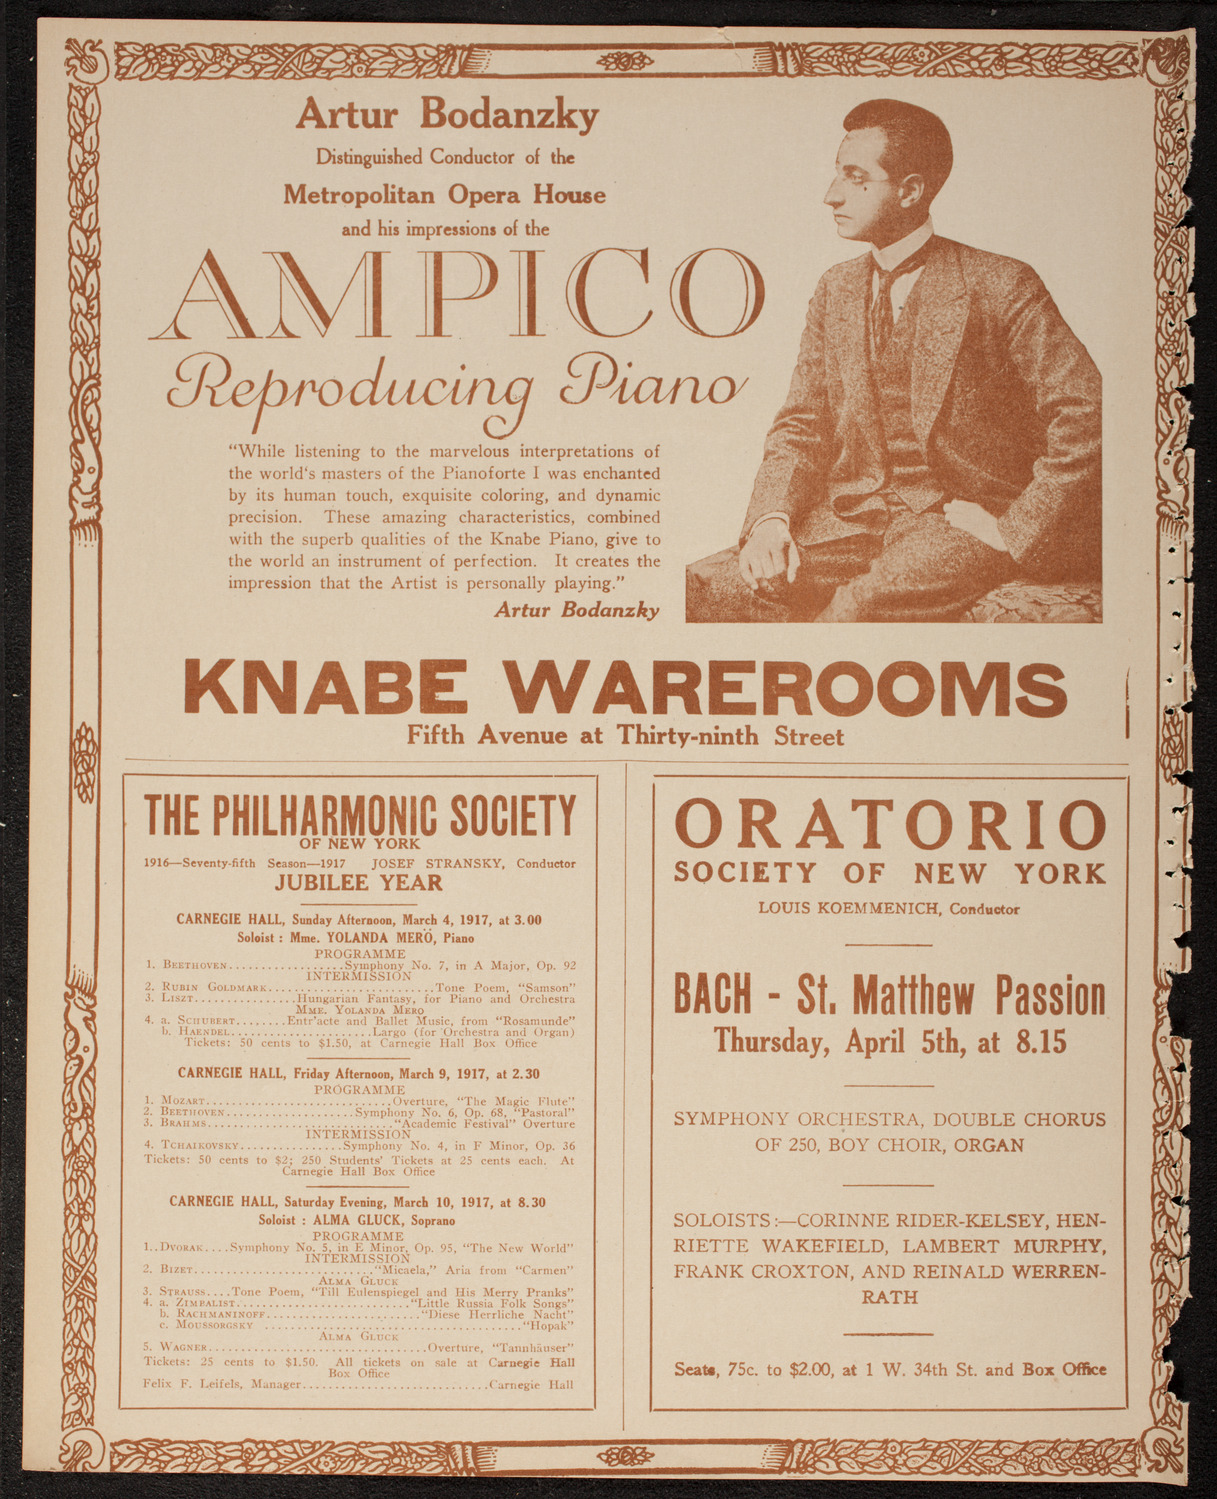 Artur Bodanzky
Distinguished Conductor of the
Metropolitan Opera House
and his impressions of the
AMPICO
Reproducing Piano
“While listening to the marvelous interpretations of
the world‘s masters of the Pianoforte I was enchanted
by its human touch, exquisite coloring, and dynamic
precision. These amazing characteristics, combined
with the superb qualities of the Knabe Piano, give to
the world an instrument of perfection. It creates the
impression that the Artist is personally playing.”
Artur Bodanzky
KNABE WAREROOMS
Fifth Avenue at Thirty-ninth Street
THE PHILHARMONIC SOCIETY
OF NEW YORK
1916—Seventy-fifth Season—1917 JOSEF STRANSKY, Conductor
JUBILEE YEAR
CARNEGIE HALL, Sunday Afternoon, March 4, 1917, at 3.00
Soloist : Mme. YOLANDA MERÖ, Piano
PROGRAMME
1. BEETHOVEN..................Symphony No. 7, in A Major, Op. 92
INTERMISSION
2. RUBIN GOLDMARK..........................Tone Poem, “Samson”
3. LISZT................Hungarian Fantasy, for Piano and Orchestra
MME. YOLANDA MERO
4. a. SCHUBERT........Entr'acte and Ballet Music, from “Rosamunde”
b. HAENDEL......................Largo (for Orchestra and Organ)
Tickets: 50 cents to $1.50, at Carnegie Hall Box Office
CARNEGIE HALL, Friday Afternoon, March 9, 1917, at 2.30
PROGRAMME
1. MOZART.............................Overture, “The Magic Flute”
2. BEETHOVEN....................Symphony No. 6, Op. 68, “Pastoral”
3. BRAHMS.............................“Academic Festival” Overture
INTERMISSION
4. TCHAIKOVSKY................Symphony No. 4, in F Minor, Op. 36
Tickets: 50 cents to $2; 250 Students' Tickets at 25 cents each. At
Carnegie Hall Box Office
CARNEGIE HALL, Saturday Evening, March 10, 1917, at 8.30
Soloist : ALMA GLUCK, Soprano
PROGRAMME
1..DVORAK....Symphony No. 5, in E Minor, Op. 95, “The New World”
INTERMISSION
2. BIZET............................“Micaela,” Aria from “Carmen”
ALMA GLUCK
3. STRAUSS....Tone Poem, “Till Eulenspiegel and His Merry Pranks”
4. a. ZIMBALIST...........................“Little Russia Folk Songs”
b. RACHMANINOFF........................“Diese Herrliche Nacht”
c. MOUSSORGSKY ........................................“Hopak”
ALMA GLUCK
5. WAGNER..................................Overture, “Tannhäuser”
Tickets: 25 cents to $1.50. All tickets on sale at Carnegie Hall
Box Office
Felix F. Leifels, Manager.............................Carnegie Hall
ORATORIO
SOCIETY OF NEW YORK
LOUIS KOEMMENICH, Conductor
BACH - St. Matthew Passion
Thursday, April 5th, at 8.15
SYMPHONY ORCHESTRA, DOUBLE CHORUS
OF 250, BOY CHOIR, ORGAN
SOLOISTS:—CORINNE RIDER-KELSEY, HEN-
RIETTE WAKEFIELD, LAMBERT MURPHY,
FRANK CROXTON, AND REINALD WERREN-
RATH
Seats, 75c. to $2.00, at 1 W. 34th St. and Box Office